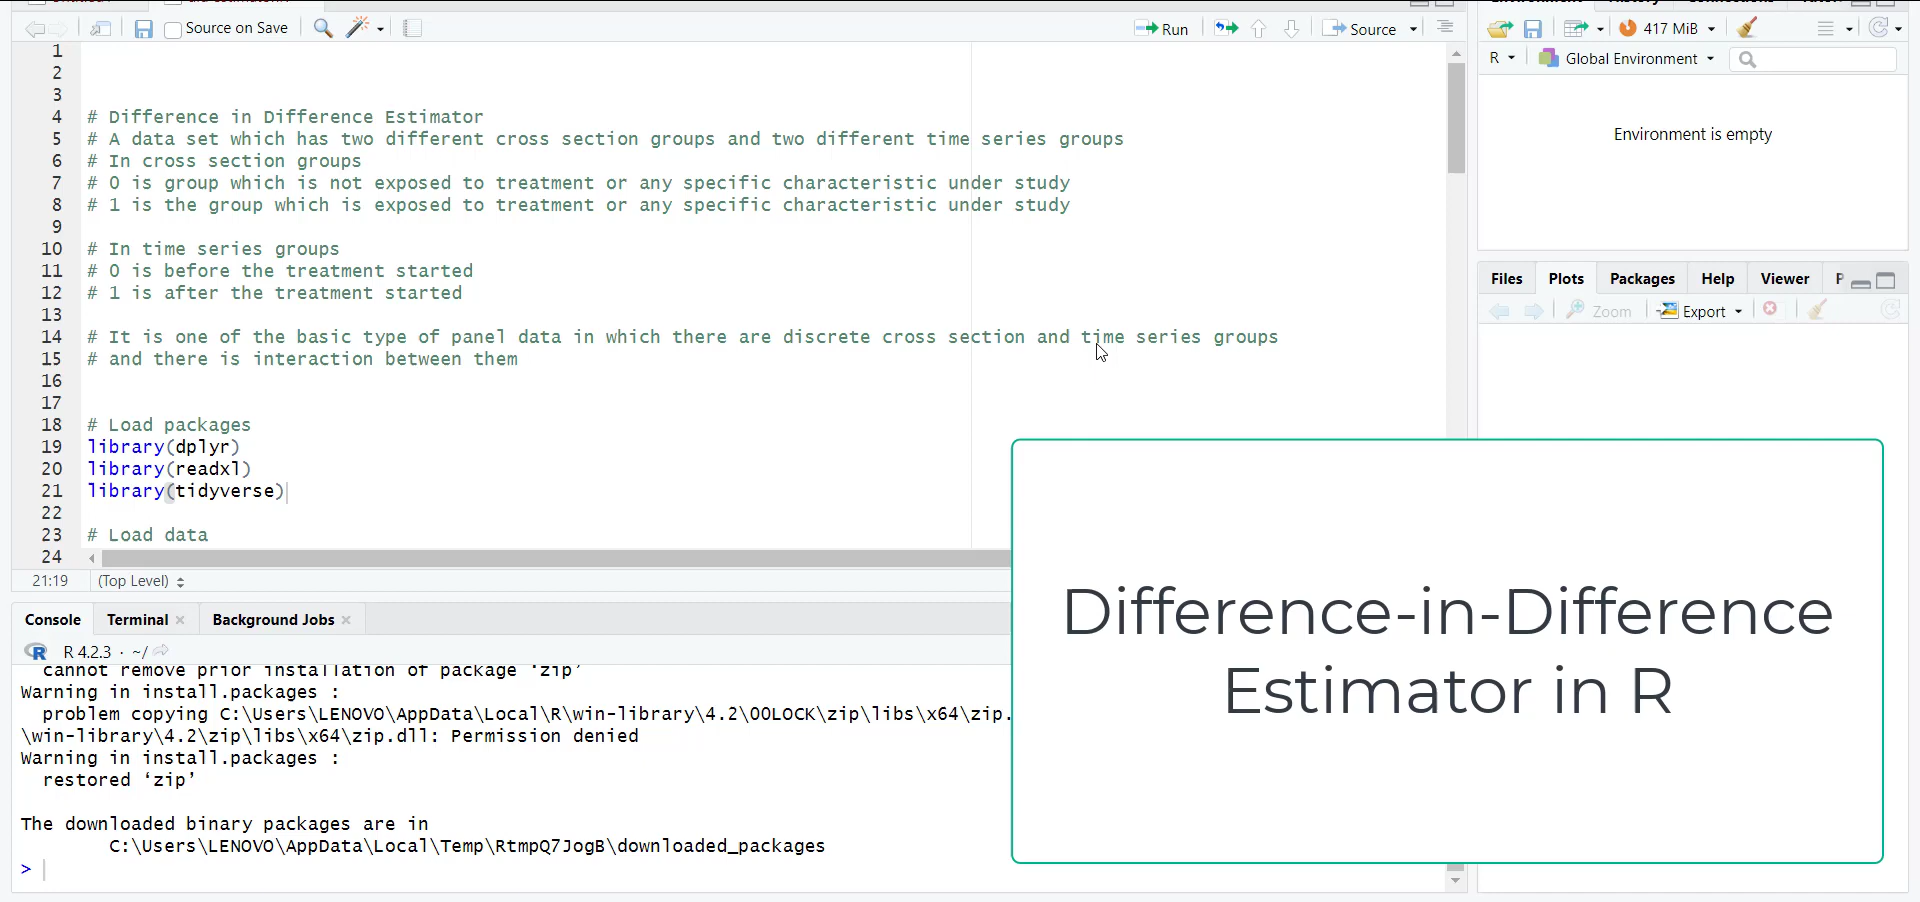 Source on Save
Run
Source
1
2
3
4 # Difference in Difference Estimator
5 # A data set which has two different cross section groups and two different time series groups
6 # In cross section groups
7 # 0 is group which is not exposed to treatment or any specific characteristic under study
8 # 1 is the group which is exposed to treatment or any specific characteristic under study
9
10 # In time series groups
11 # 0 is before the treatment started
12 # 1 is after the treatment started
13
14 # It is one of the basic type of panel data in which there are discrete cross section and time series groups
15 # and there is interaction between them
16
17
18 # Load packages
19 library(dplyr)
20 library(readxl)
21 library(tidyverse)
22
23 # Load data
24
21:19 (Top Level)
Console Terminal Background Jobs
R R 4.2.3 · ~/
cannot remove prior installation of package ‘zip’
Warning in install.packages :
problem copying C:\Users\LENOVO\AppData\Local\R\win-library\4.2\00LOCK\zip\libs\x64\zip.
\win-library\4.2\zip\libs\x64\zip.dll: Permission denied
Warning in install.packages :
restored ‘zip’
The downloaded binary packages are in
C:\Users\LENOVO\AppData\Local\Temp\RtmpQ7JogB\downloaded_packages
>
417 MiB
R Global Environment
Environment is empty
Files Plots Packages Help Viewer
Zoom Export
Difference-in-Difference
Estimator in R